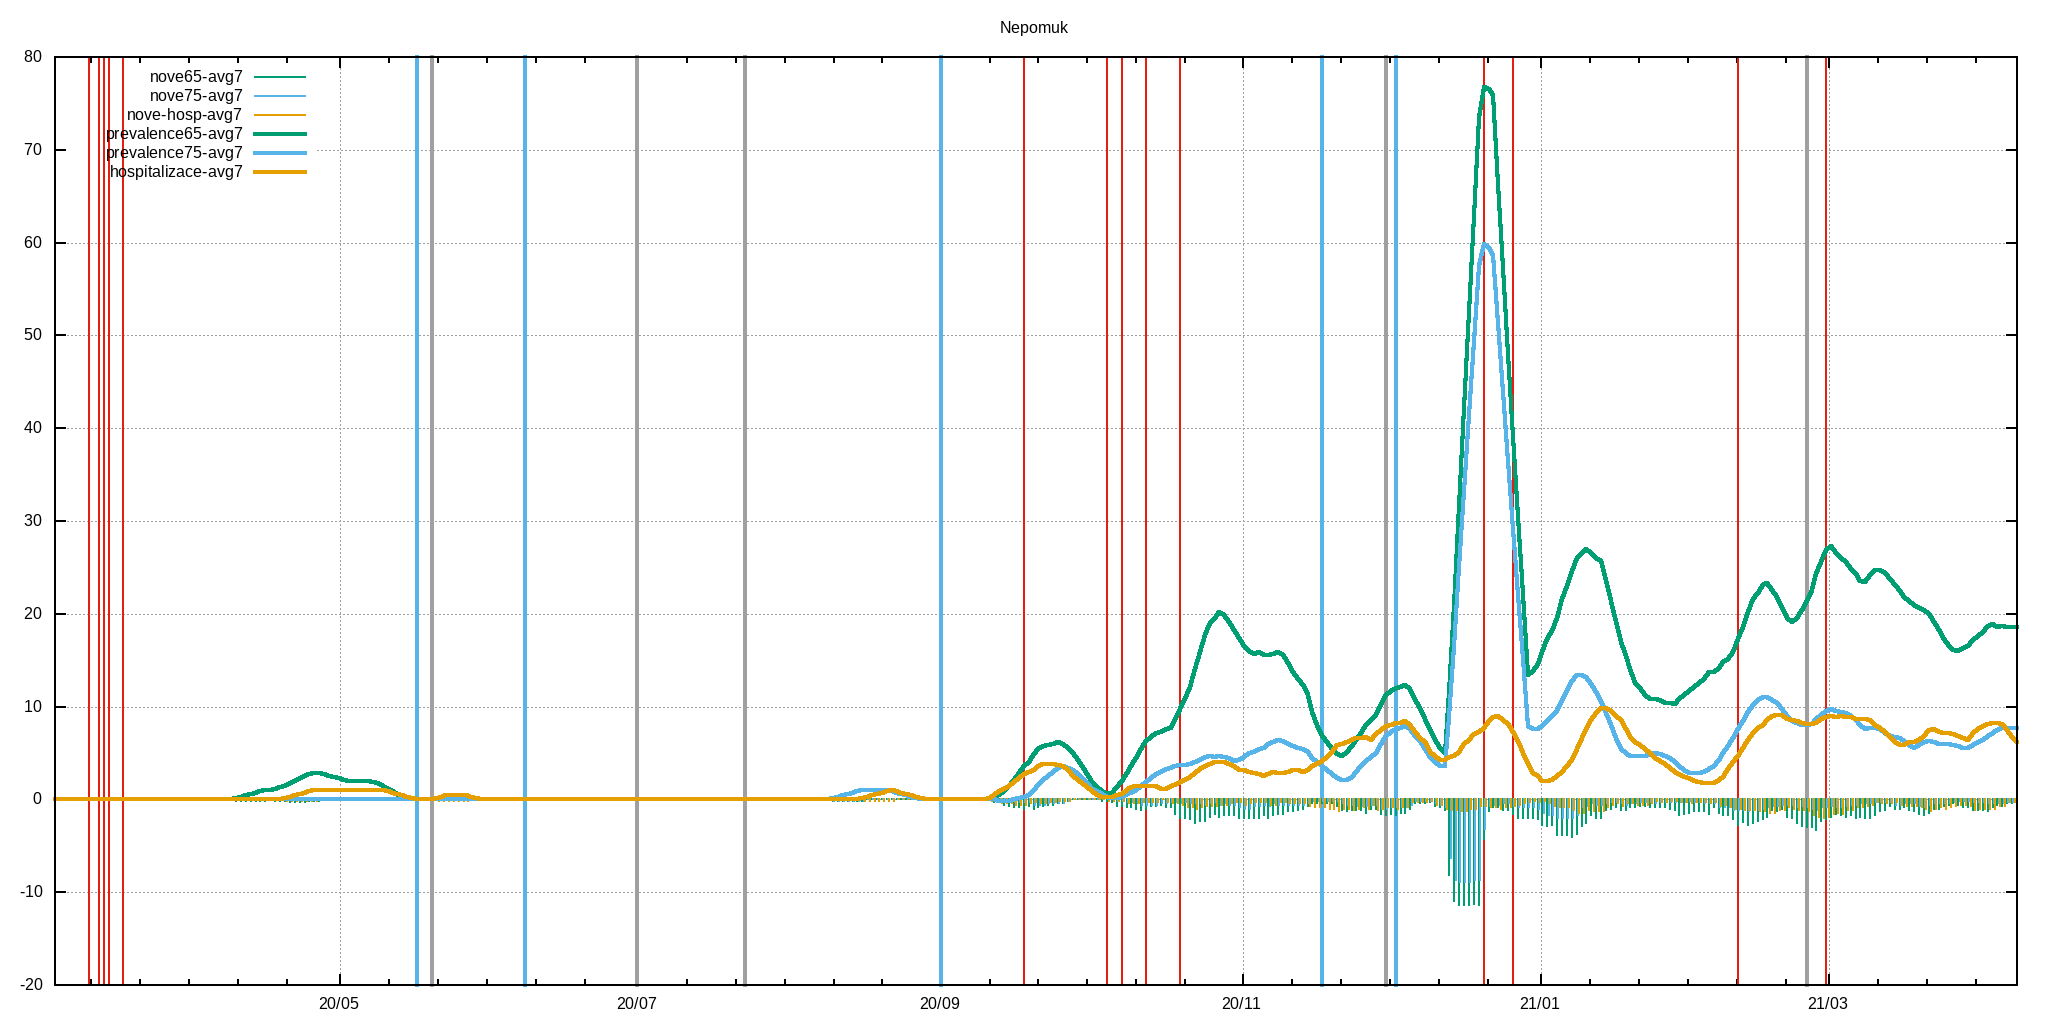 Nepomuk
80
70
60
50
40
30
20
10
0
-10
-20
nove65-avg7
nove75-avg7
nove-hosp-avg7
prevalence65-avg7
prevalence75-avg7
hospitalizace-avg7
20/05 20/07 20/09 20/11 21/01 21/03